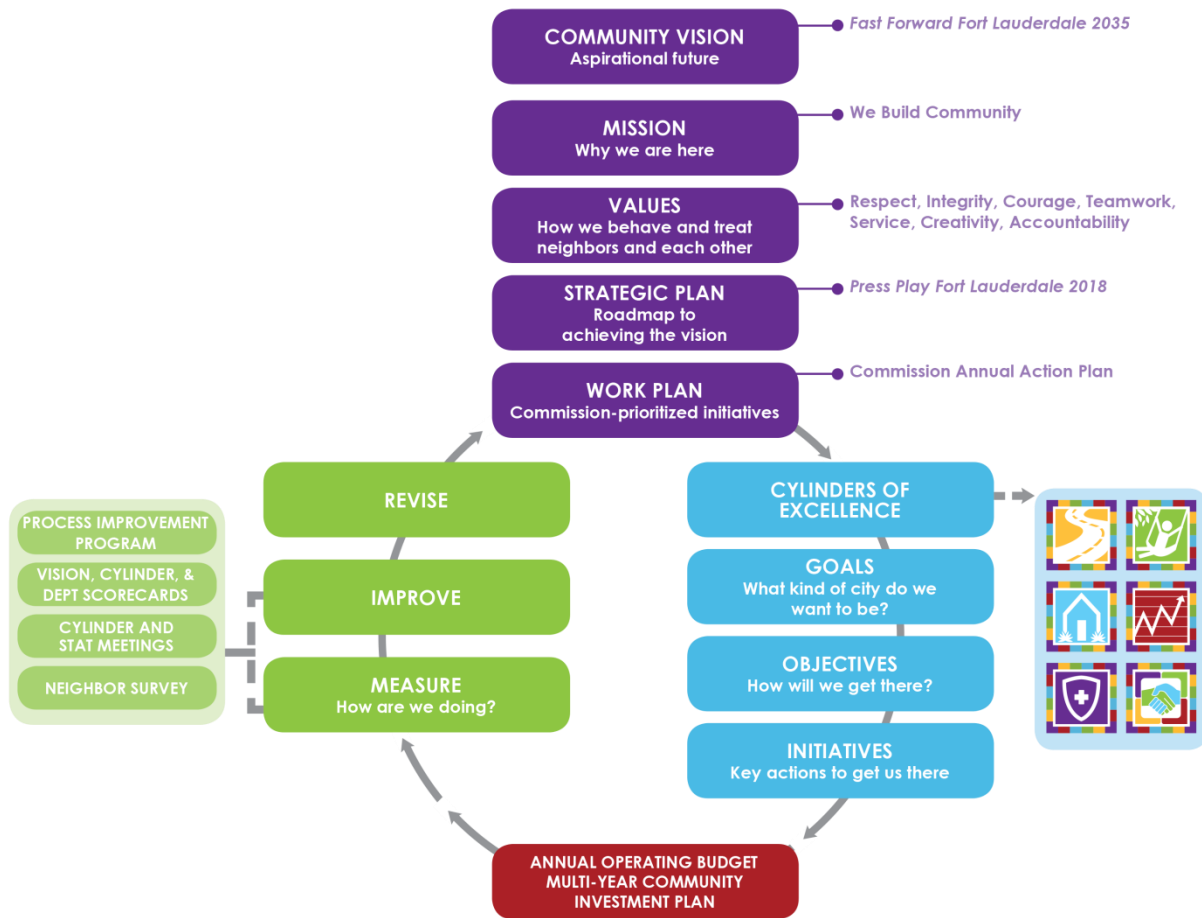 COMMUNITY VISION
Aspirational future
Fast Forward Fort Lauderdale 2035
MISSION
Why we are here
We Build Community
VALUES
How we behave and treat
neighbors and each other
Respect, Integrity, Courage, Teamwork,
Service, Creativity, Accountability
STRATEGIC PLAN
Roadmap to
achieving the vision
Press Play Fort Lauderdale 2018
WORK PLAN
Commission-prioritized initiatives
Commission Annual Action Plan
CYLINDERS OF
EXCELLENCE
GOALS
What kind of city do we
want to be?
OBJECTIVES
How will we get there?
INITIATIVES
Key actions to get us there
ANNUAL OPERATING BUDGET
MULTI-YEAR COMMUNITY
INVESTMENT PLAN
MEASURE
How are we doing?
IMPROVE
REVISE
PROCESS IMPROVEMENT
PROGRAM
VISION, CYLINDER, &
DEPT SCORECARDS
CYLINDER AND
STAT MEETINGS
NEIGHBOR SURVEY